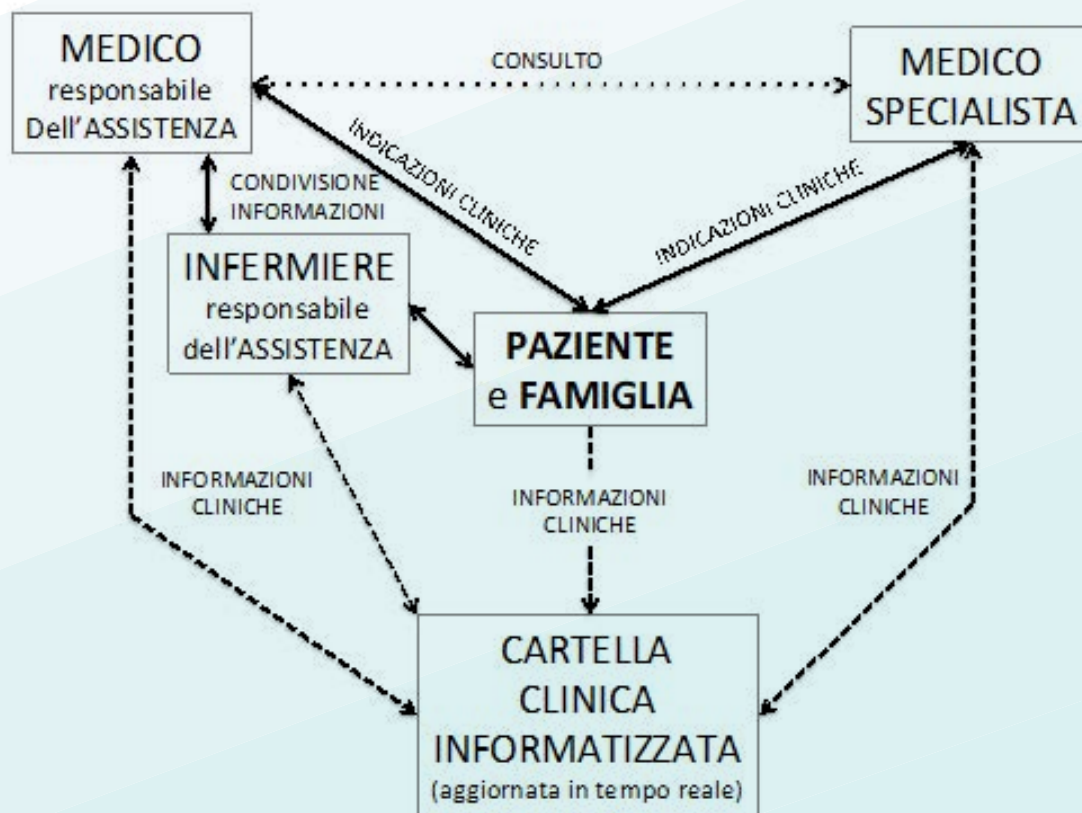 MEDICO
responsabile
Dell'ASSISTENZA
CONSULTO
MEDICO
SPECIALISTA
INDICAZIONI CLINICHE
INDICAZIONI CLINICHE
CONDIVISIONE
INFORMAZIONI
INFERMIERE
responsabile
dell'ASSISTENZA
PAZIENTE
e FAMIGLIA
INFORMAZIONI
CLINICHE
INFORMAZIONI
CLINICHE
INFORMAZIONI
CLINICHE
CARTELLA
CLINICA
INFORMATIZZATA
(aggiornata in tempo reale)